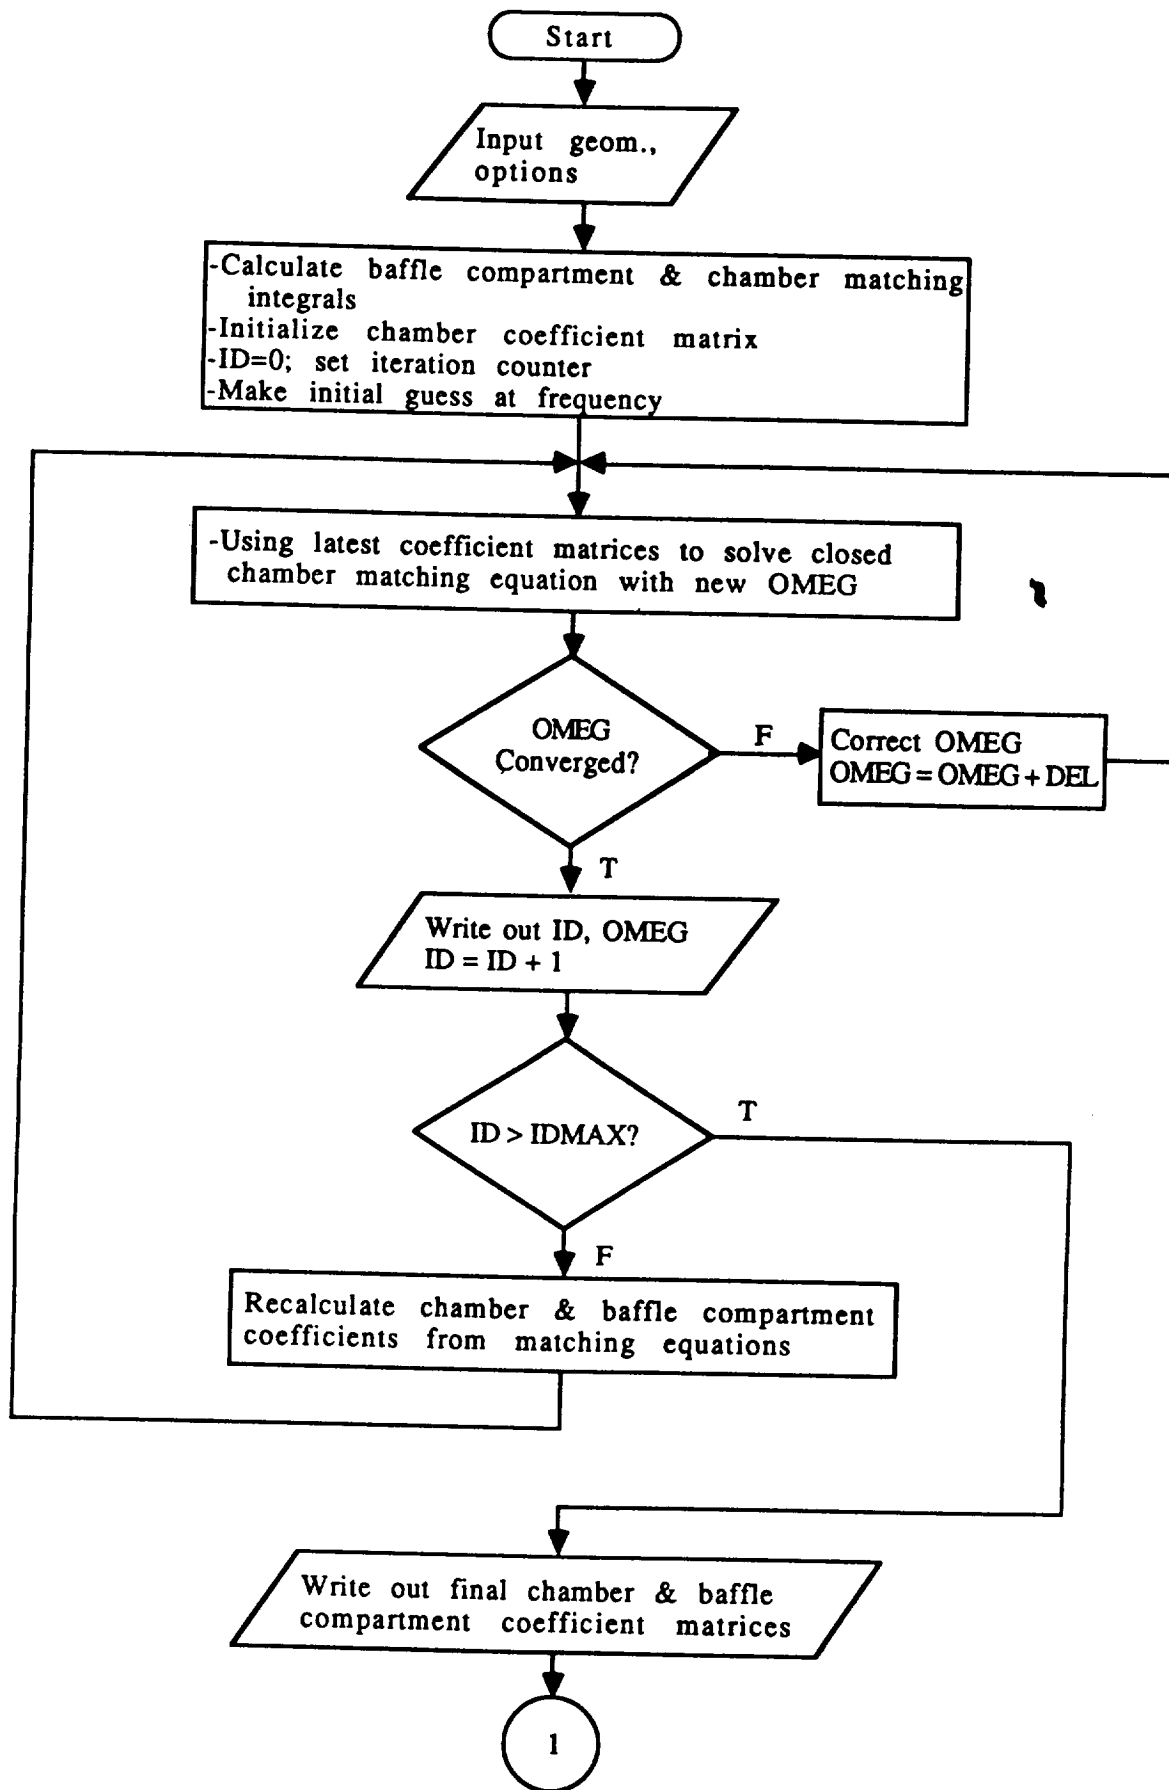 Start
Input geom.,
options
-Calculate baffle compartment & chamber matching
integrals
-Initialize chamber coefficient matrix
-ID=0; set iteration counter
-Make initial guess at frequency
-Using latest coefficient matrices to solve closed
chamber matching equation with new OMEG
OMEG
Converged?
F
Correct OMEG
OMEG = OMEG + DEL
T
Write out ID, OMEG
ID = ID + 1
ID > IDMAX?
T
F
Recalculate chamber & baffle compartment
coefficients from matching equations
Write out final chamber & baffle
compartment coefficient matrices
1